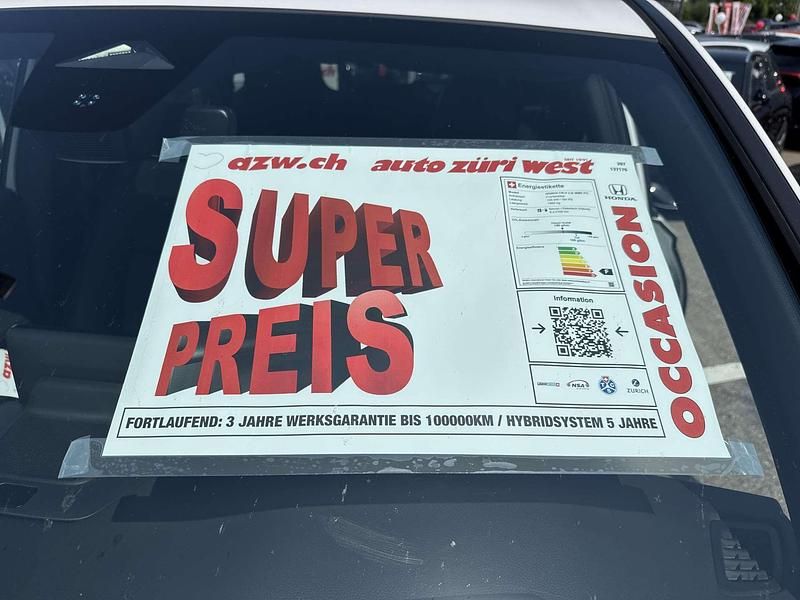 azw.ch auto züri west
SUPER
PREIS
Energieetikette
HONDA
OCCASION
Information
NSA
ZURICH
FORTLAUFEND: 3 JAHRE WERKSGARANTIE BIS 100000KM / HYBRIDSYSTEM 5 JAHRE